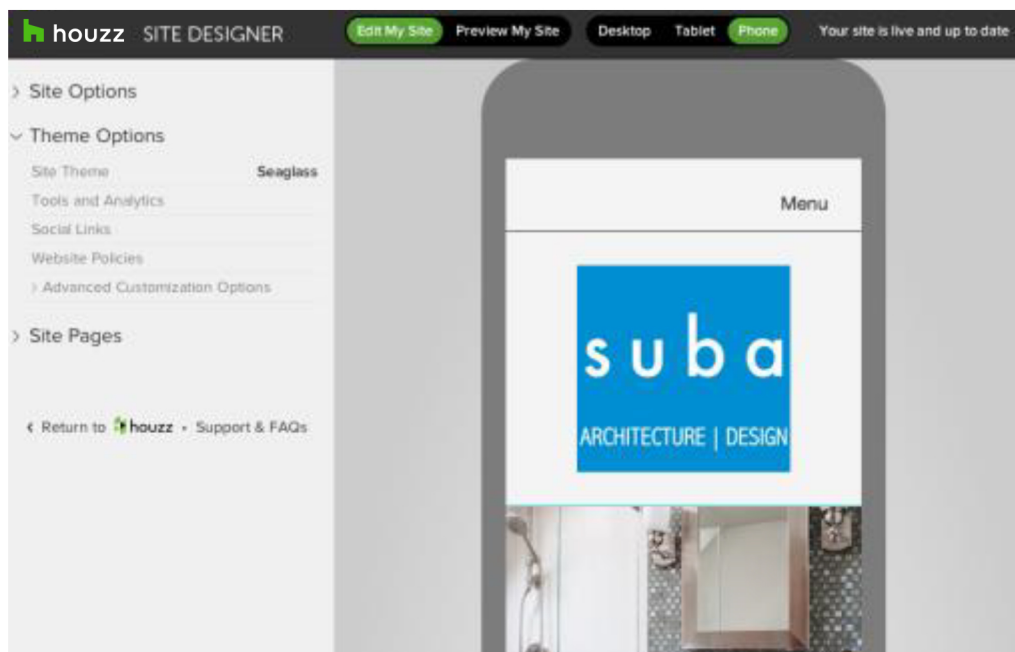 houzz SITE DESIGNER
Edit My Site Preview My Site Desktop Tablet Phone Your site is live and up to date
> Site Options
Theme Options
Site Theme Seaglass
Tools and Analytics
Social Links
Website Policies
> Advanced Customization Options
> Site Pages
< Return to houzz • Support & FAQs
Menu
suba
ARCHITECTURE | DESIGN